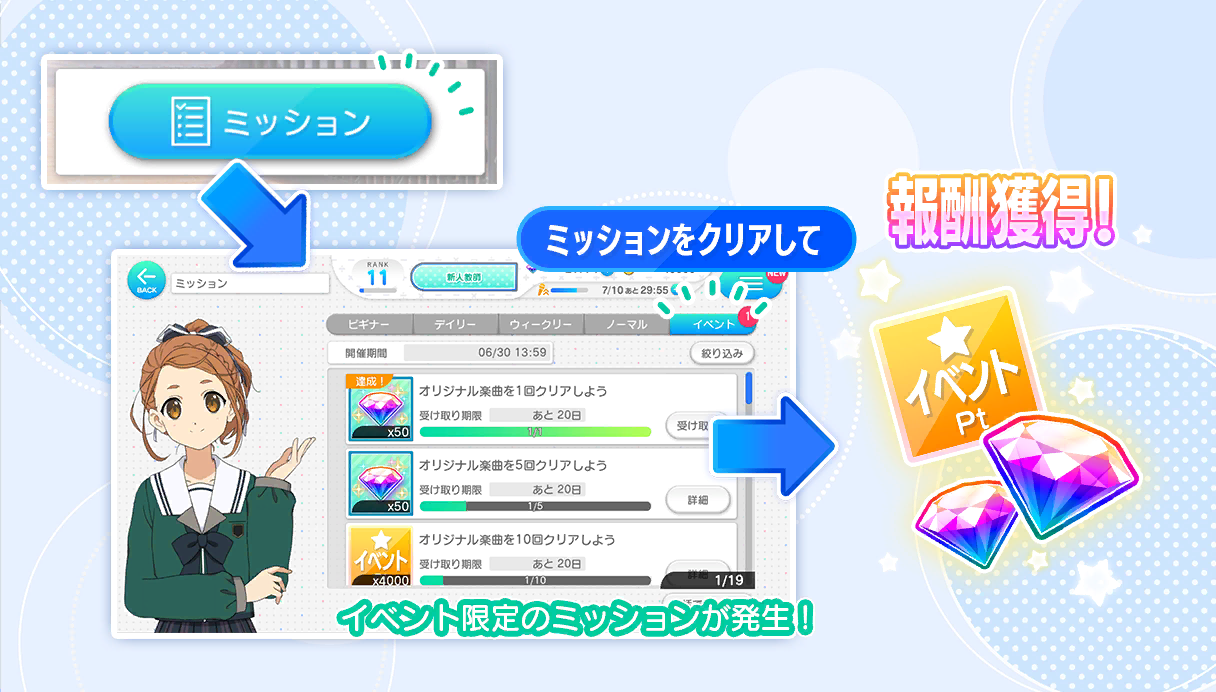 ミッション
ミッションをクリアして
報酬獲得!
BACK
ミッション
RANK
11
新人教師
7/10 あと29:55
NEW
ビギナー
デイリー
ウィークリー
ノーマル
イベント
1
開催期間
06/30 13:59
絞り込み
達成!
x50
オリジナル楽曲を1回クリアしよう
受け取り期限
あと 20日
1/1
受け取
x50
オリジナル楽曲を5回クリアしよう
受け取り期限
あと 20日
1/5
詳細
イベント
x4000
オリジナル楽曲を10回クリアしよう
受け取り期限
あと 20日
1/10
詳細
1/19
イベント限定のミッションが発生!
イベント
Pt